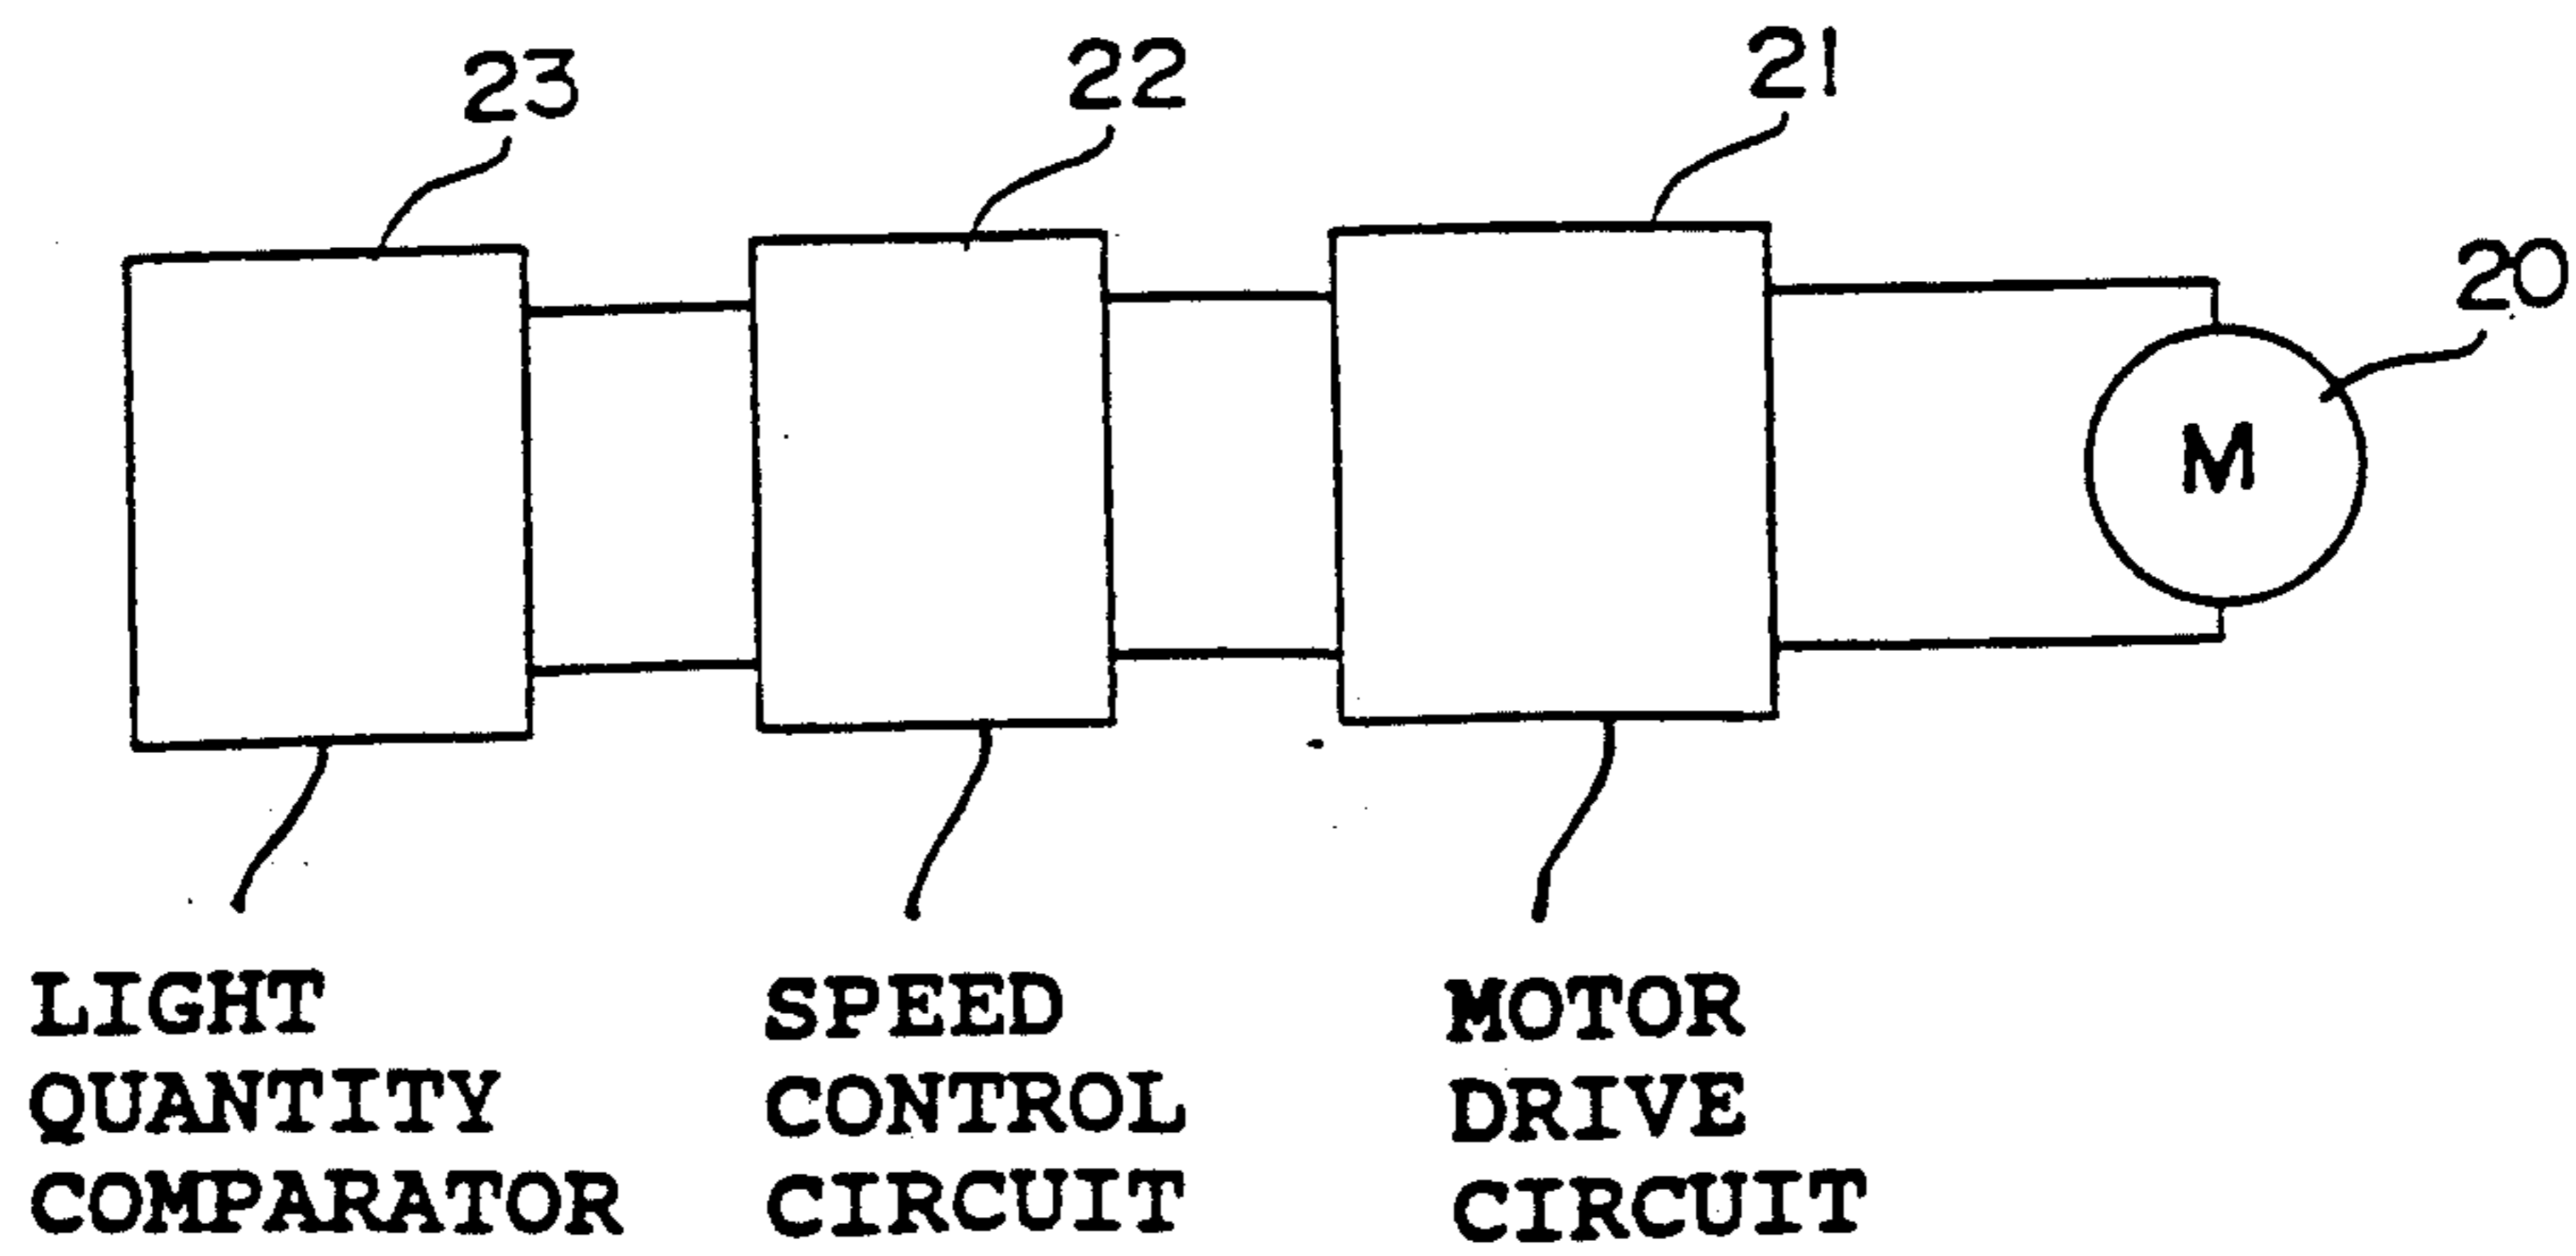 23
22
21
20
M
LIGHT
QUANTITY
COMPARATOR
SPEED
CONTROL
CIRCUIT
MOTOR
DRIVE
CIRCUIT